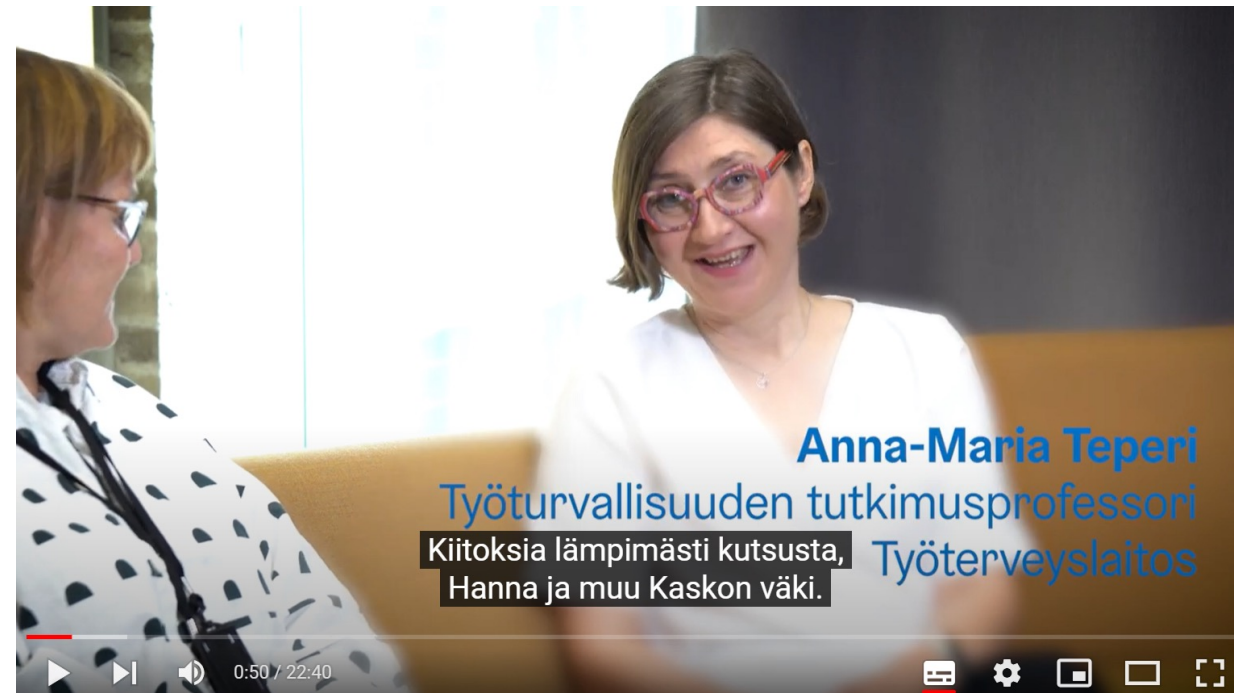 Anna-Maria Teperi
Työturvallisuuden tutkimusprofessori
Työterveyslaitos
Kiitoksia lämpimästi kutsusta,
Hanna ja muu Kaskon väki.
0:50 / 22:40